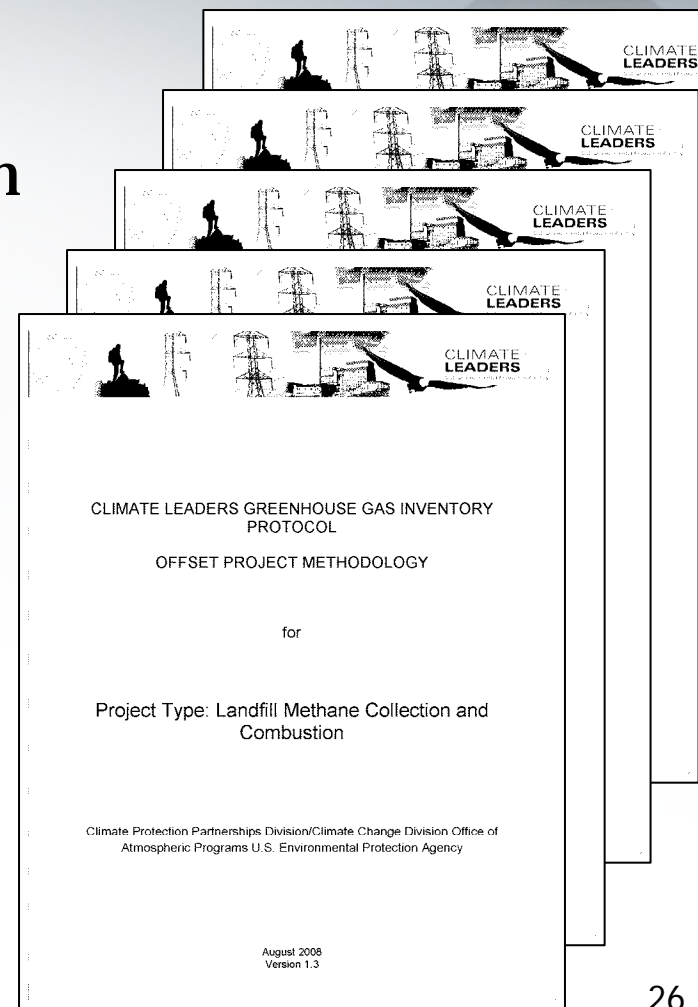 n
CLIMATE
LEADERS
CLIMATE
LEADERS
CLIMATE
LEADERS
CLIMATE
LEADERS
CLIMATE
LEADERS
CLIMATE LEADERS GREENHOUSE GAS INVENTORY
PROTOCOL
OFFSET PROJECT METHODOLOGY
for
Project Type: Landfill Methane Collection and
Combustion
Climate Protection Partnerships Division/Climate Change Division Office of
Atmospheric Programs U.S. Environmental Protection Agency
August 2008
Version 1.3
26